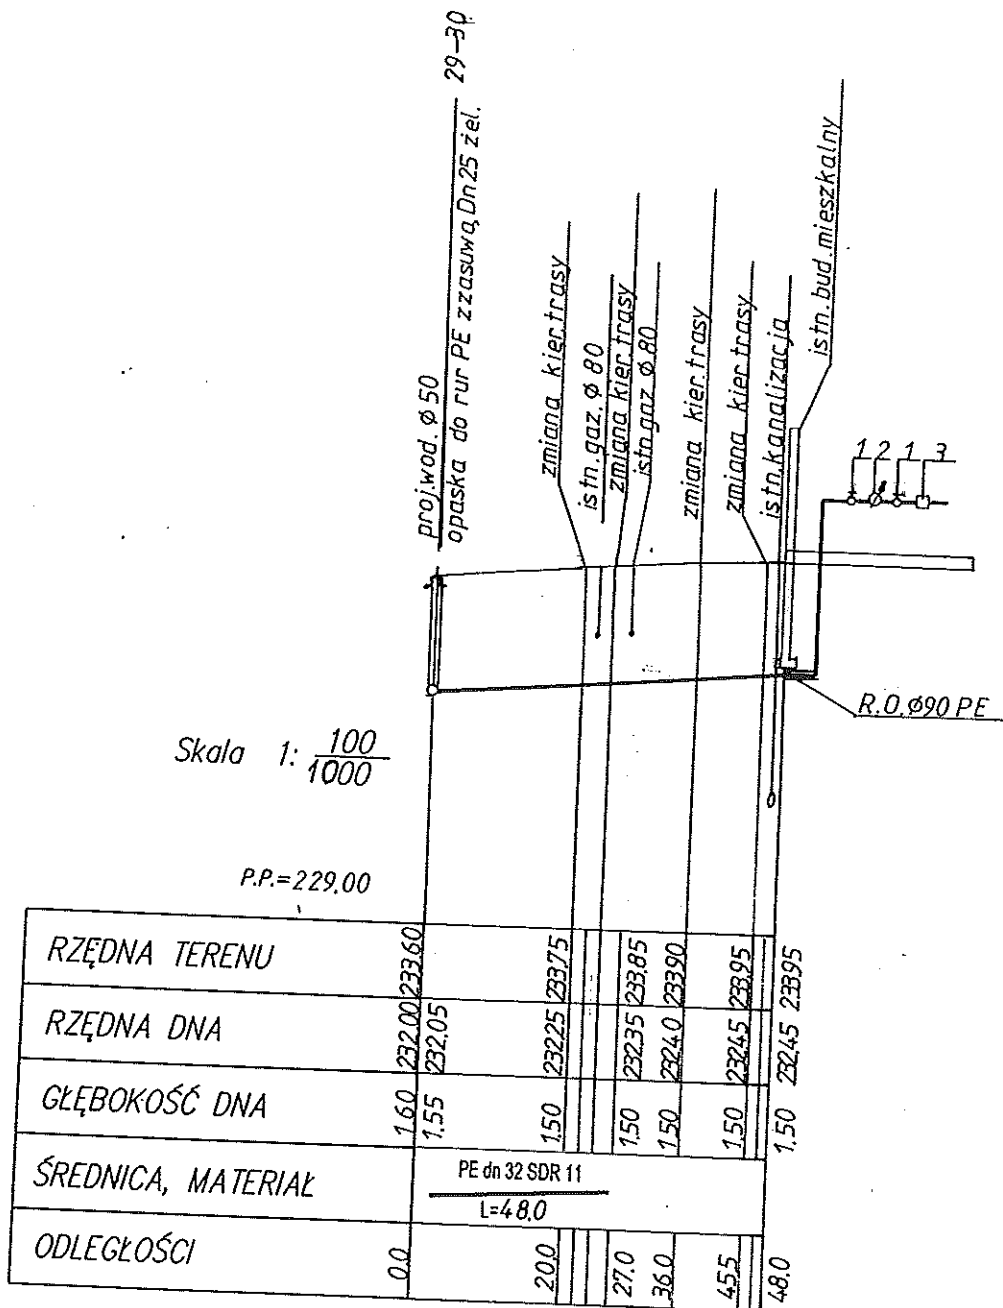 29-30
proj.wod. Ø 50
opaska do rur PE z zasuwą Dn 25 żel.
zmiana kier. trasy
istn. gaz. Ø 80
zmiana kier. trasy
istn. gaz Ø 80
zmiana kier. trasy
zmiana kier. trasy
istn. kanalizacja
istn. bud. mieszkalny
1 2 1 3
R.O. Ø90 PE
Skala 1: 100
1000
P.P.=229,00
RZĘDNA TERENU 233.60 233.75 233.85 233.90 233.95 233.95
RZĘDNA DNA 232.00 232.05 232.25 232.35 232.40 232.45 232.45
GŁĘBOKOŚĆ DNA 1.60 1.55 1.50 1.50 1.50 1.50 1.50
ŚREDNICA, MATERIAŁ PE dn 32 SDR 11
L=48,0
ODLEGŁOŚCI 0.0 20.0 27.0 36.0 45.5 48.0